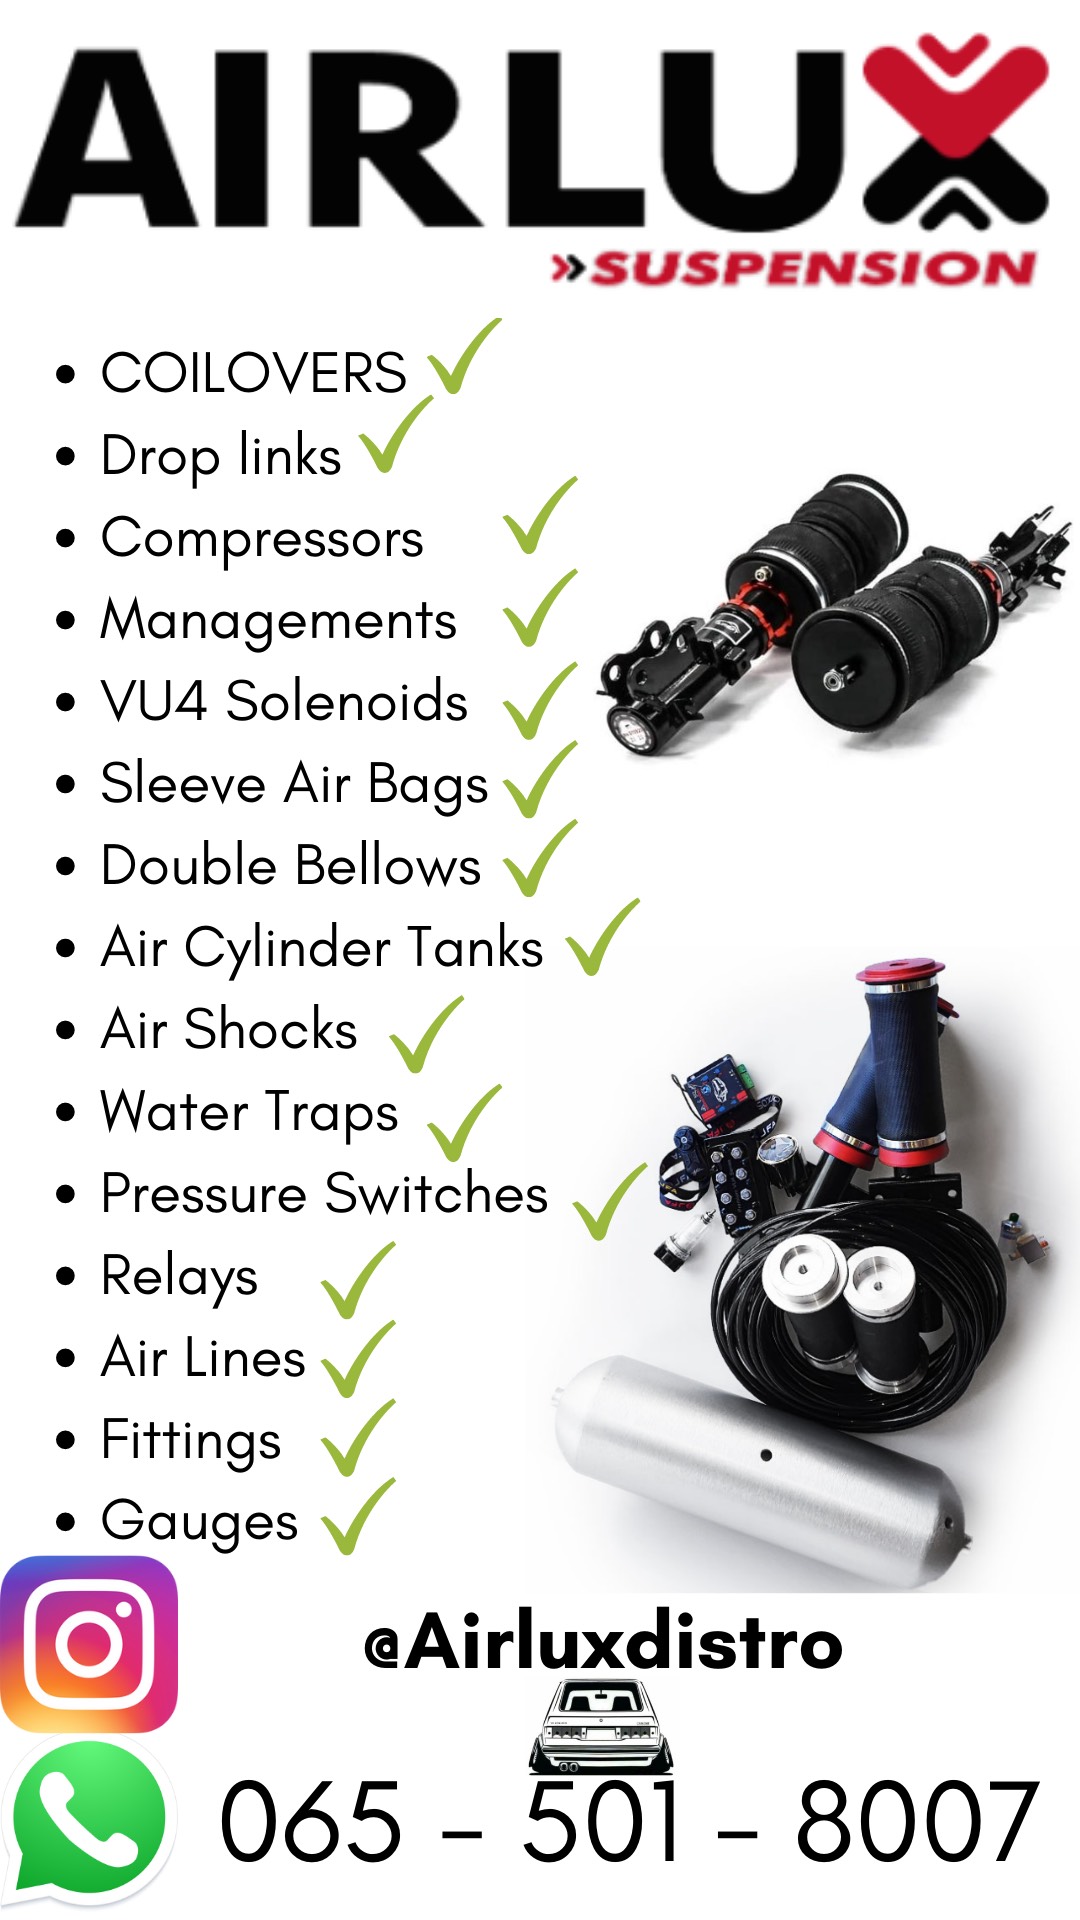 AIRLUX
SUSPENSION
COILOVERS
Drop links
Compressors
Managements
VU4 Solenoids
Sleeve Air Bags
Double Bellows
Air Cylinder Tanks
Air Shocks
Water Traps
Pressure Switches
Relays
Air Lines
Fittings
Gauges
@Airluxdistro
065 - 501 - 8007